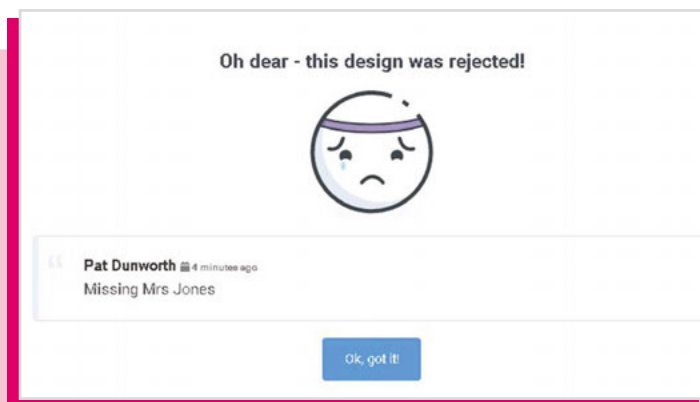 Oh dear - this design was rejected!
Pat Dunworth 4 minutes ago
Missing Mrs Jones
Ok, got it!